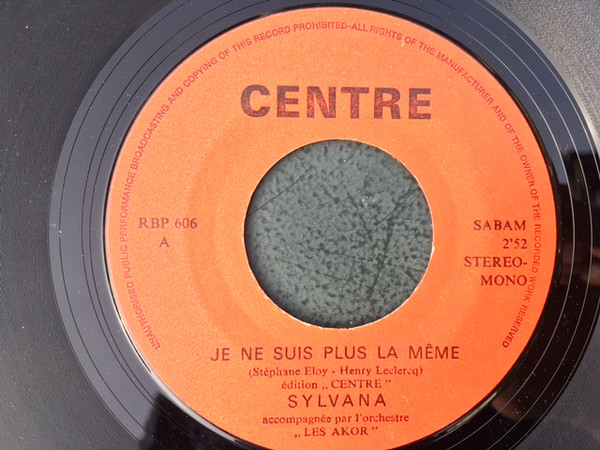 UNAUTHORISED PUBLIC PERFORMANCE BROADCASTING AND COPYING OF THIS RECORD PROHIBITED-ALL RIGHTS OF THE MANUFACTURER AND OF THE OWNER OF THE RECORDED WORK RESERVED
CENTRE
RBP 606
A
SABAM
2'52
STEREO-
MONO
JE NE SUIS PLUS LA MÊME
(Stéphane Eloy - Henry Leclercq)
édition „ CENTRE "
SYLVANA
accompagnée par l'orchestre
„ LES AKOR "